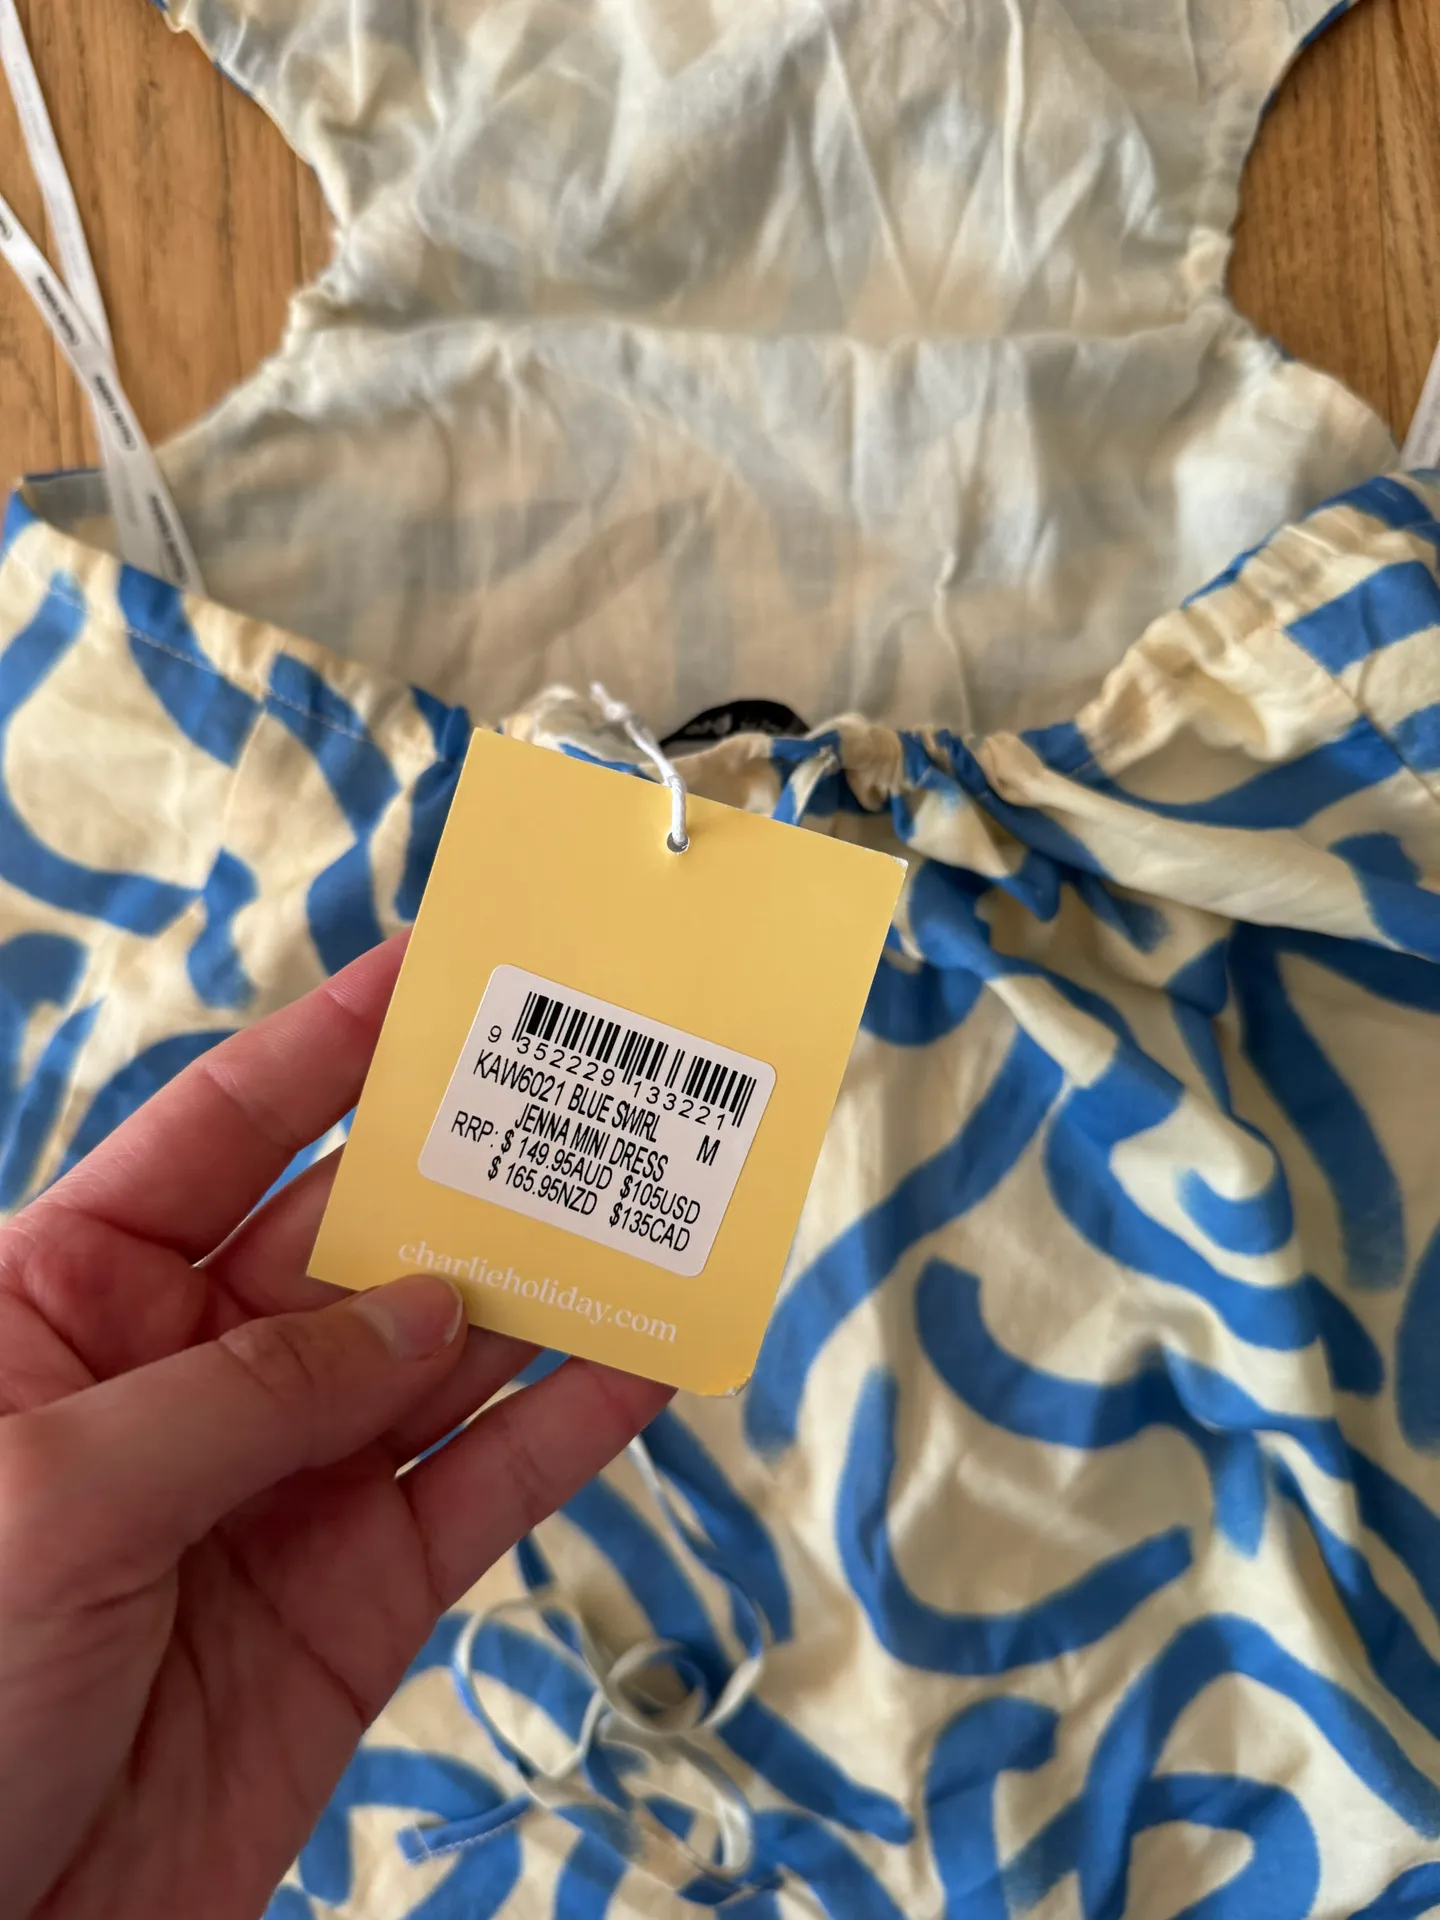 9 352229 133221
KAW6021 BLUE SWIRL
JENNA MINI DRESS M
RRP: $ 149.95AUD $105USD
$ 165.95NZD $135CAD
charlieholiday.com